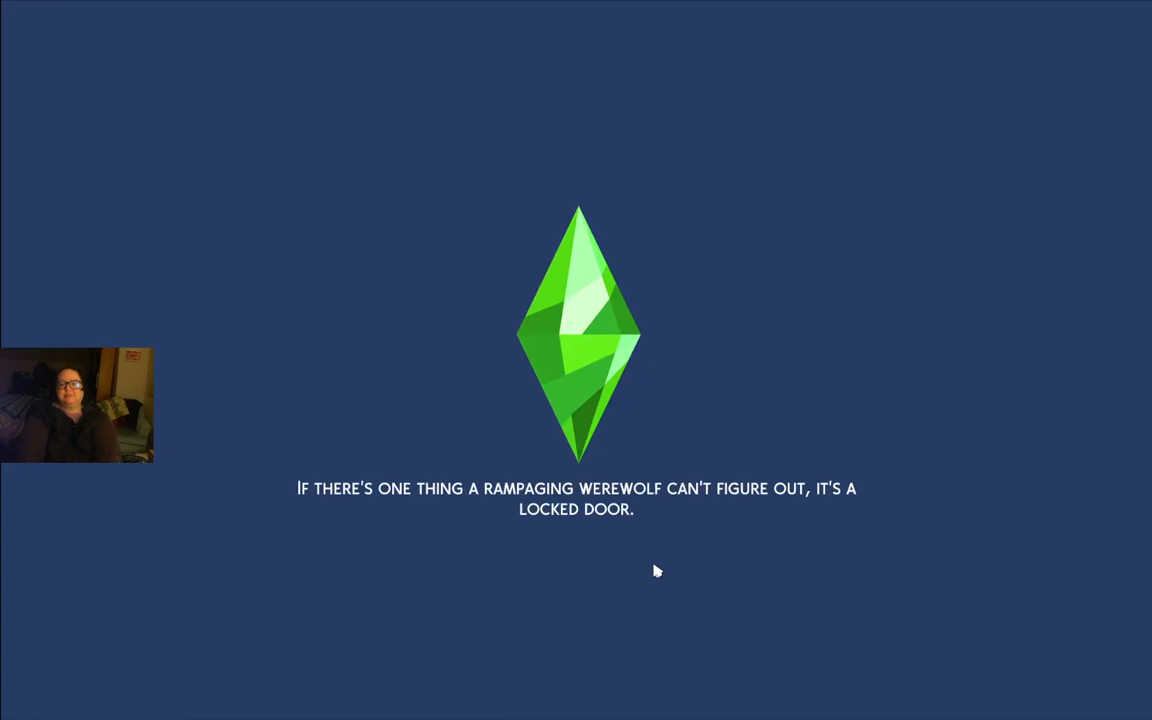 IF THERE'S ONE THING A RAMPAGING WEREWOLF CAN'T FIGURE OUT, IT'S A
LOCKED DOOR.